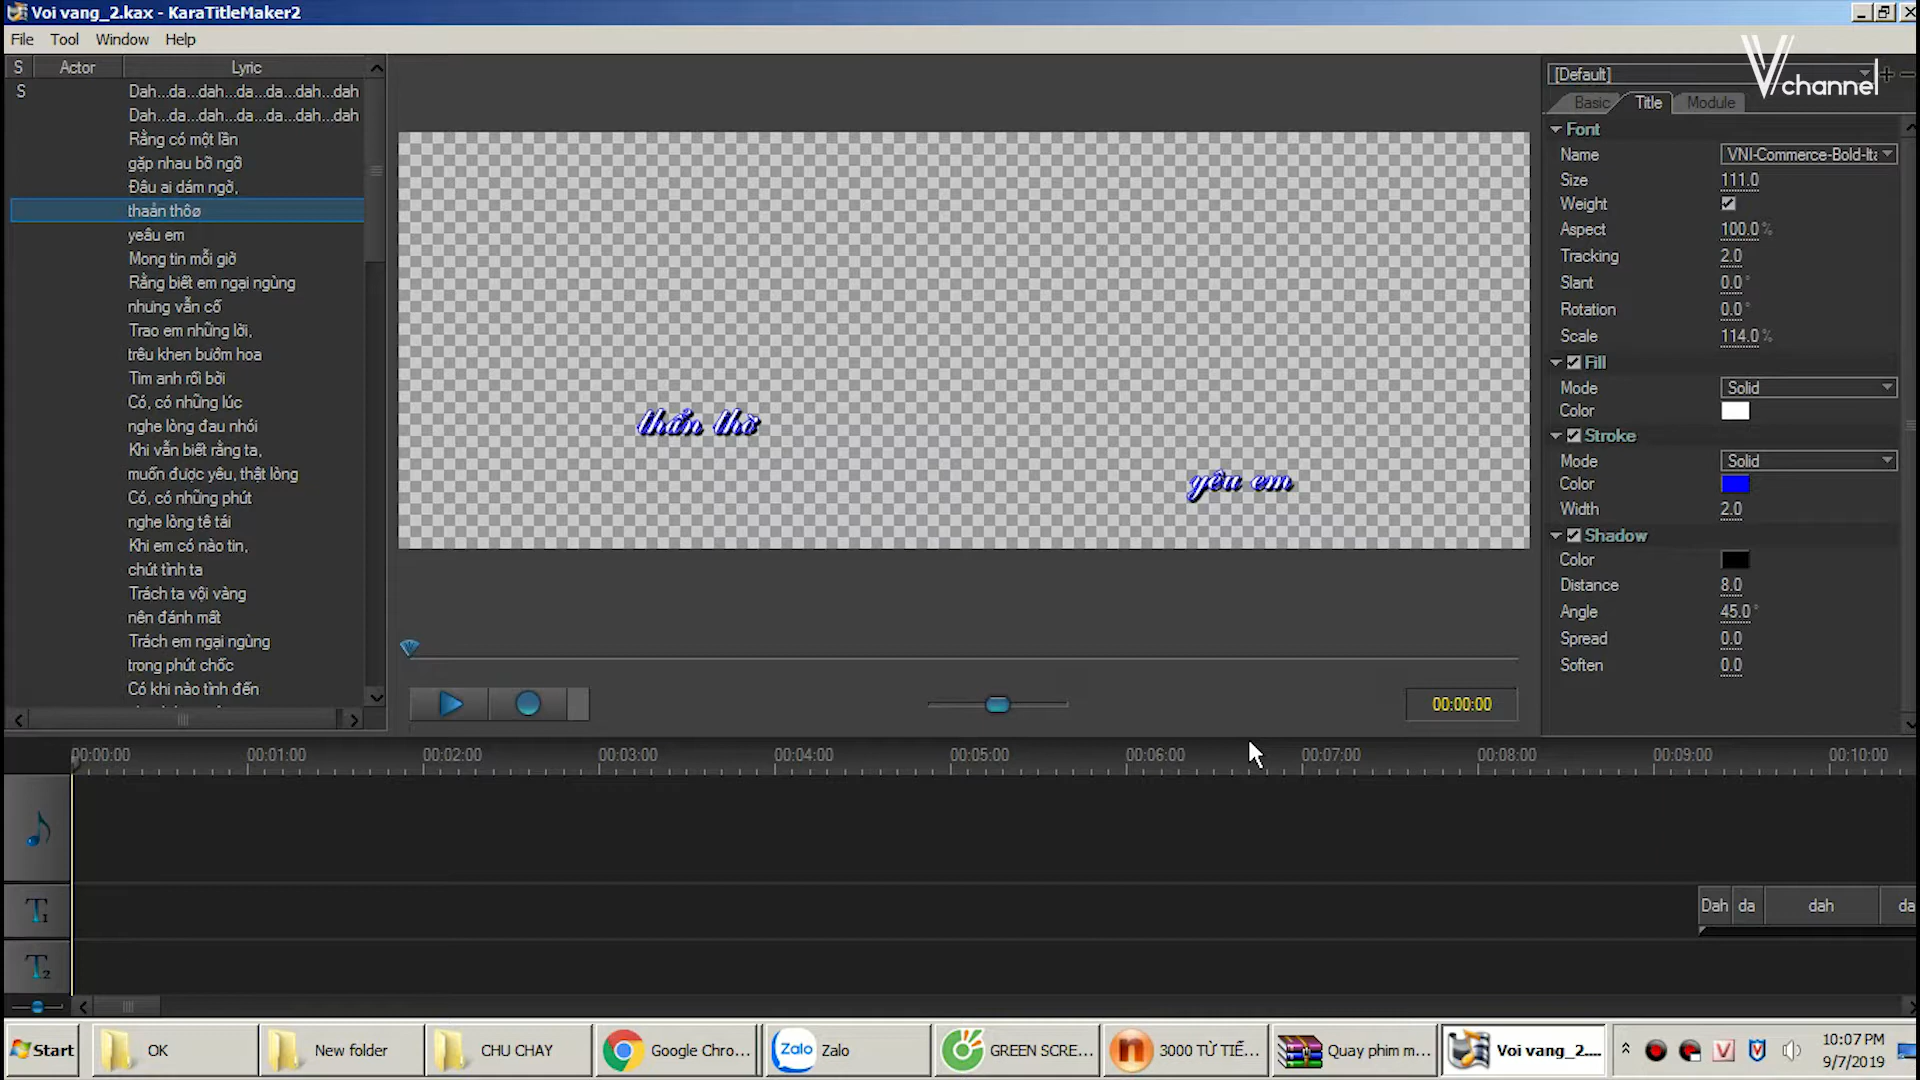 Voi vang_2.kax - KaraTitleMaker2
File Tool Window Help
S Actor Lyric
S Dah...da...dah...da...da...dah...dah
Dah...da...dah...da...da...dah...dah
Rằng có một lần
gặp nhau bỡ ngỡ
Đâu ai dám ngờ,
thaản thôø
yeâu em
Mong tin mỗi giờ
Rằng biết em ngại ngùng
nhưng vẫn cố
Trao em những lời,
trêu khen bướm hoa
Tim anh rối bời
Có, có những lúc
nghe lòng đau nhói
Khi vẫn biết rằng ta,
muốn được yêu, thật lòng
Có, có những phút
nghe lòng tê tái
Khi em có nào tin,
chút tình ta
Trách ta vội vàng
nên đánh mất
Trách em ngại ngùng
trong phút chốc
Có khi nào tình đến
thẩn thờ
yêu em
00:00:00
Vchannel
[Default]
Basic Title Module
Font
Name VNI-Commerce-Bold-Ita
Size 111.0
Weight
Aspect 100.0 %
Tracking 2.0
Slant 0.0 °
Rotation 0.0 °
Scale 114.0 %
Fill
Mode Solid
Color
Stroke
Mode Solid
Color
Width 2.0
Shadow
Color
Distance 8.0
Angle 45.0 °
Spread 0.0
Soften 0.0
00:00:00 00:01:00 00:02:00 00:03:00 00:04:00 00:05:00 00:06:00 00:07:00 00:08:00 00:09:00 00:10:00
T1 Dah da dah da
T2
Start OK New folder CHU CHAY Google Chro... Zalo Zalo GREEN SCRE... n 3000 TỪ TIẾ... Quay phim m... Voi vang_2.... V V 10:07 PM
9/7/2019